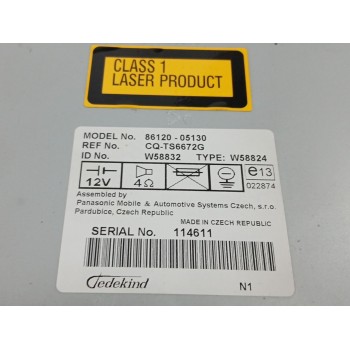 CLASS 1
LASER PRODUCT
MODEL No. 86120 - 05130
REF No. CQ-TS6672G
ID No. W58832 TYPE: W58824
12V 4Ω e13
022874
Assembled by
Panasonic Mobile & Automotive Systems Czech, s.r.o.
Pardubice, Czech Republic
MADE IN CZECH REPUBLIC
SERIAL No. 114611
Tedekind N1